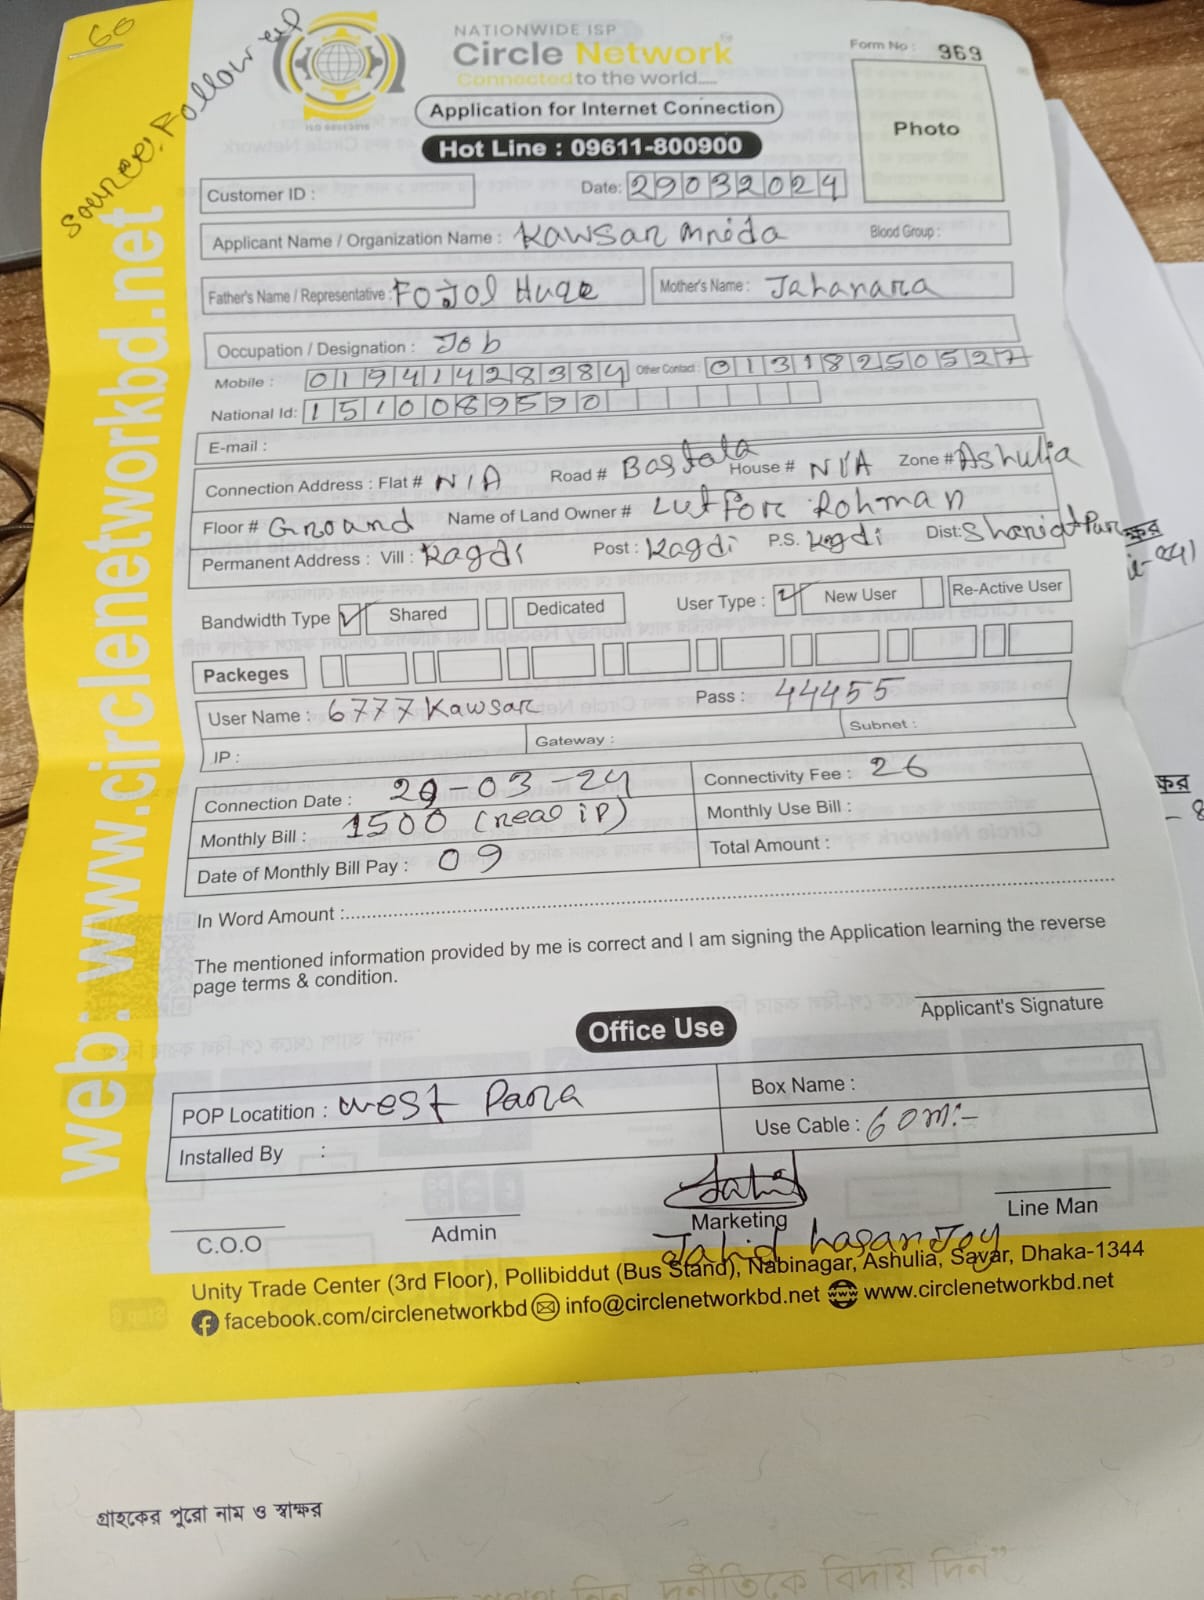 60
Source: Follow up
NATIONWIDE ISP
Circle Network
Connected to the world.....
ISO 9001:2015
Form No : 969
Application for Internet Connection
Photo
Hot Line : 09611-800900
Customer ID :
Date: 29032024
Applicant Name / Organization Name : Kawsar Mrida Blood Group :
Father's Name / Representative : Fojol Huqe Mother's Name : Jahanara
Occupation / Designation : Job
Mobile : 01941428384 Other Contact : 01318250527
National Id: 1510089590
E-mail :
Connection Address : Flat # N/A Road # Bastala House # N/A Zone # Ashulia
Floor # Ground Name of Land Owner # Lutfor Rohman
Permanent Address : Vill : Kagdi Post : Kagdi P.S. Kagdi Dist: Shariatpur
Bandwidth Type Shared Dedicated User Type : New User Re-Active User
Packeges
User Name : 6777Kawsar Pass : 44455
IP : Gateway : Subnet :
Connection Date : 29-03-24 Connectivity Fee : 26
Monthly Bill : 1500 (real ip) Monthly Use Bill :
Date of Monthly Bill Pay : 09 Total Amount :
In Word Amount :
The mentioned information provided by me is correct and I am signing the Application learning the reverse
page terms & condition.
Applicant's Signature
Office Use
POP Locatition : West Para Box Name :
Installed By : Use Cable : 60m:-
C.O.O Admin Jahid Marketing Line Man
Jahid hasan Joy
Unity Trade Center (3rd Floor), Pollibiddut (Bus Stand), Nabinagar, Ashulia, Savar, Dhaka-1344
facebook.com/circlenetworkbd info@circlenetworkbd.net www.circlenetworkbd.net
web: www.circlenetworkbd.net
গ্রাহকের পুরো নাম ও স্বাক্ষর
দুর্নীতিকে বিদায় দিন”